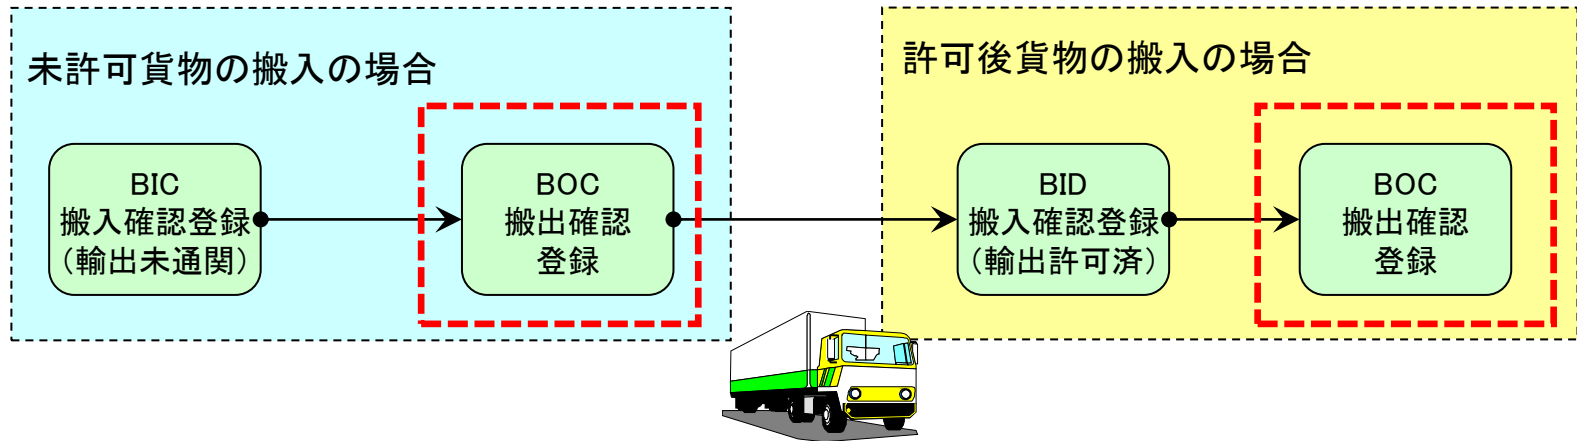 未許可貨物の搬入の場合
BIC
搬入確認登録
（輸出未通関）
BOC
搬出確認
登録
許可後貨物の搬入の場合
BID
搬入確認登録
（輸出許可済）
BOC
搬出確認
登録